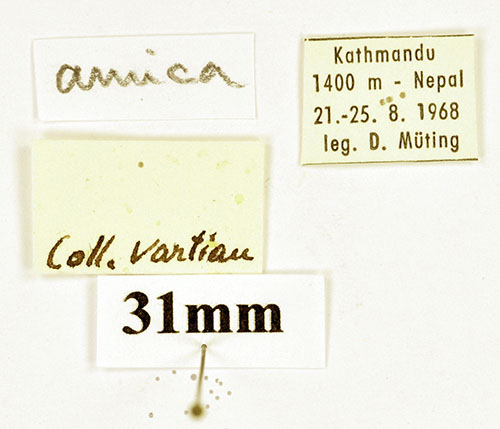 amica
Kathmandu
1400 m - Nepal
21.-25. 8. 1968
leg. D. Müting
Coll. Vartian
31mm